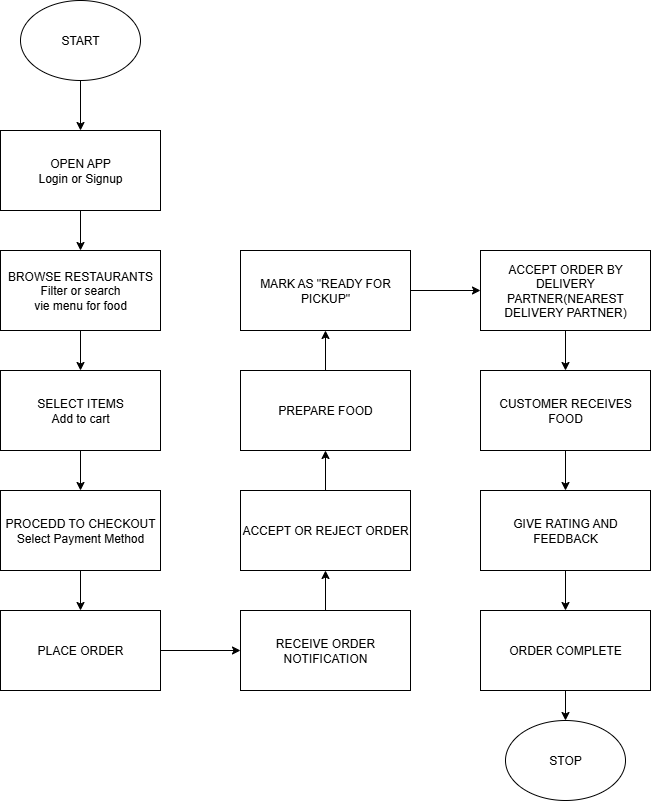 START
OPEN APP
Login or Signup
BROWSE RESTAURANTS
Filter or search
vie menu for food
SELECT ITEMS
Add to cart
PROCEDD TO CHECKOUT
Select Payment Method
PLACE ORDER
RECEIVE ORDER
NOTIFICATION
ACCEPT OR REJECT ORDER
PREPARE FOOD
MARK AS "READY FOR
PICKUP"
ACCEPT ORDER BY
DELIVERY
PARTNER(NEAREST
DELIVERY PARTNER)
CUSTOMER RECEIVES
FOOD
GIVE RATING AND
FEEDBACK
ORDER COMPLETE
STOP